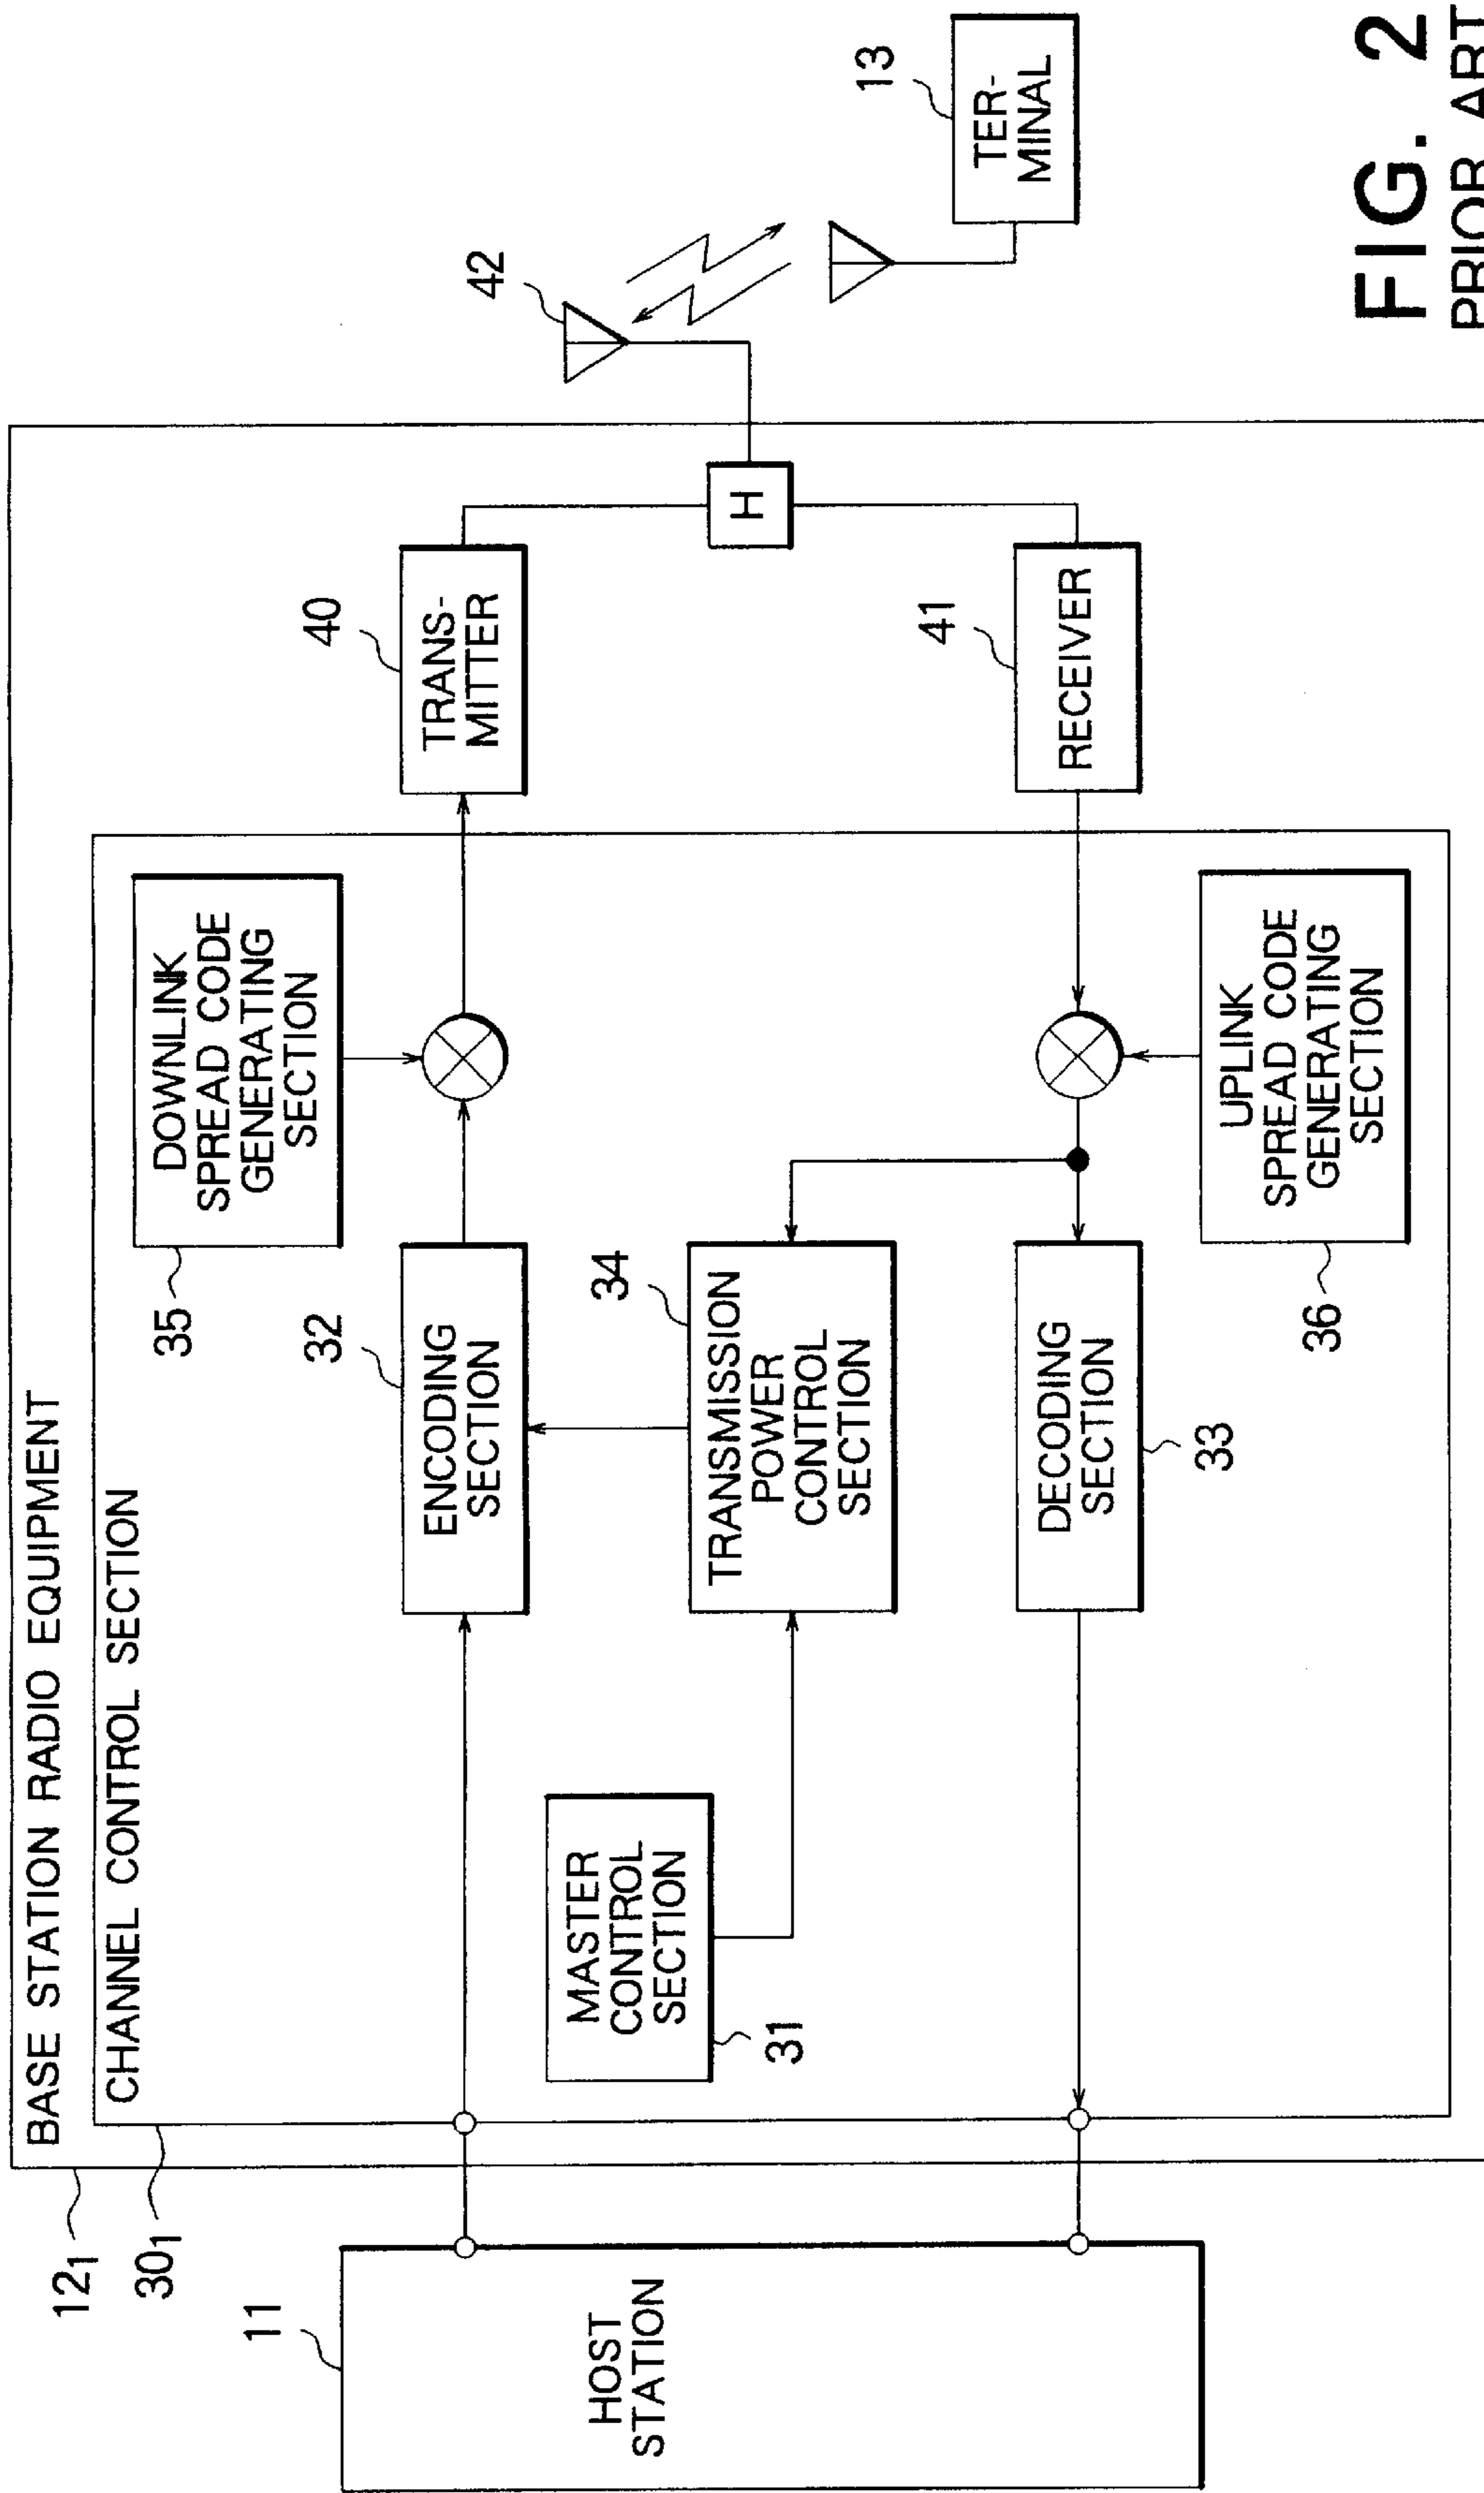 BASE STATION RADIO EQUIPMENT
12₁
CHANNEL CONTROL SECTION
30₁
11
HOST
STATION
35
DOWNLINK
SPREAD CODE
GENERATING
SECTION
32
ENCODING
SECTION
40
TRANS-
MITTER
42
MASTER
CONTROL
SECTION
31
34
TRANSMISSION
POWER
CONTROL
SECTION
H
13
TER-
MINAL
DECODING
SECTION
33
41
RECEIVER
UPLINK
SPREAD CODE
GENERATING
SECTION
36
FIG. 2
PRIOR ART